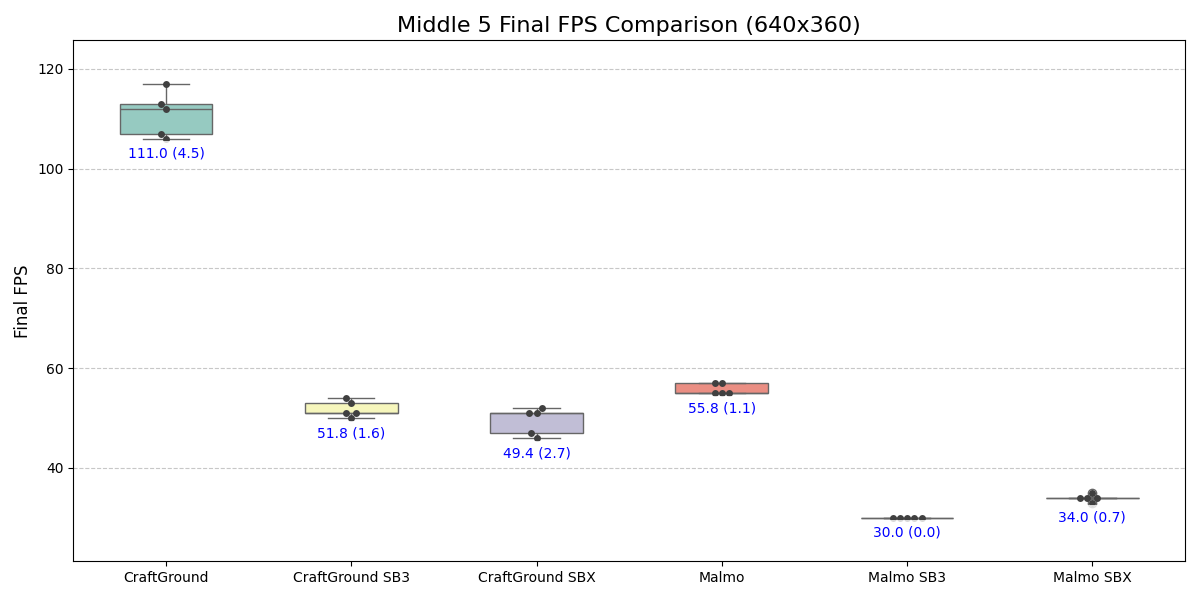 Middle 5 Final FPS Comparison (640x360)
Final FPS
120
100
80
60
40
111.0 (4.5)
51.8 (1.6)
49.4 (2.7)
55.8 (1.1)
30.0 (0.0)
34.0 (0.7)
CraftGround
CraftGround SB3
CraftGround SBX
Malmo
Malmo SB3
Malmo SBX